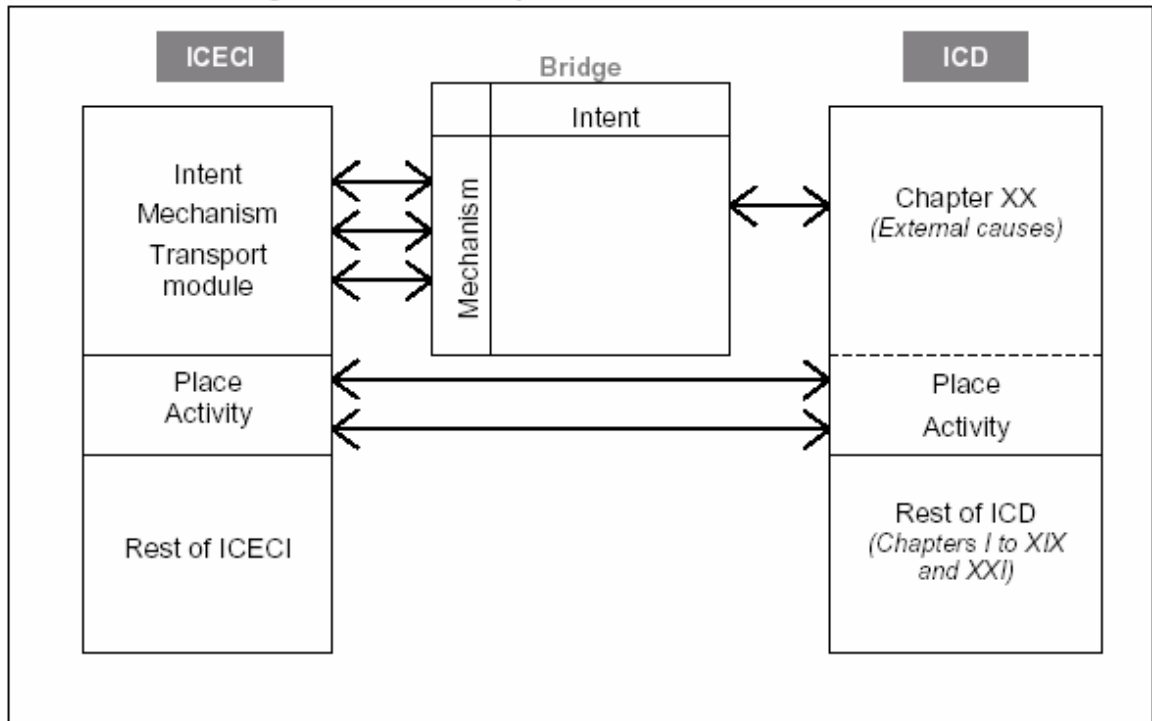 ICECI
Bridge
ICD
Intent
Mechanism
Transport
module
Intent
Mechanism
Chapter XX
(External causes)
Place
Activity
Place
Activity
Rest of ICECI
Rest of ICD
(Chapters I to XIX
and XXI)